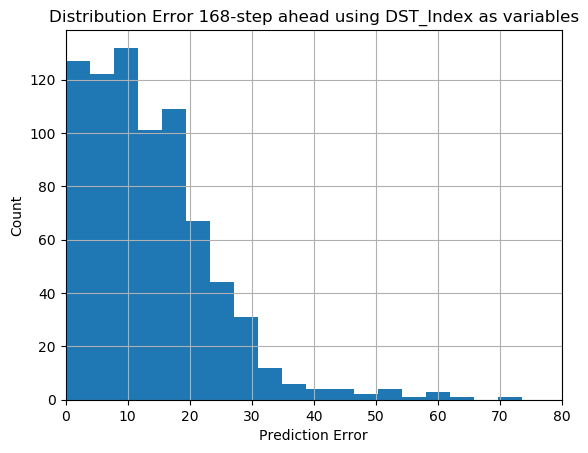 Distribution Error 168-step ahead using DST_Index as variables
120
100
80
60
40
20
0
Count
0 10 20 30 40 50 60 70 80
Prediction Error